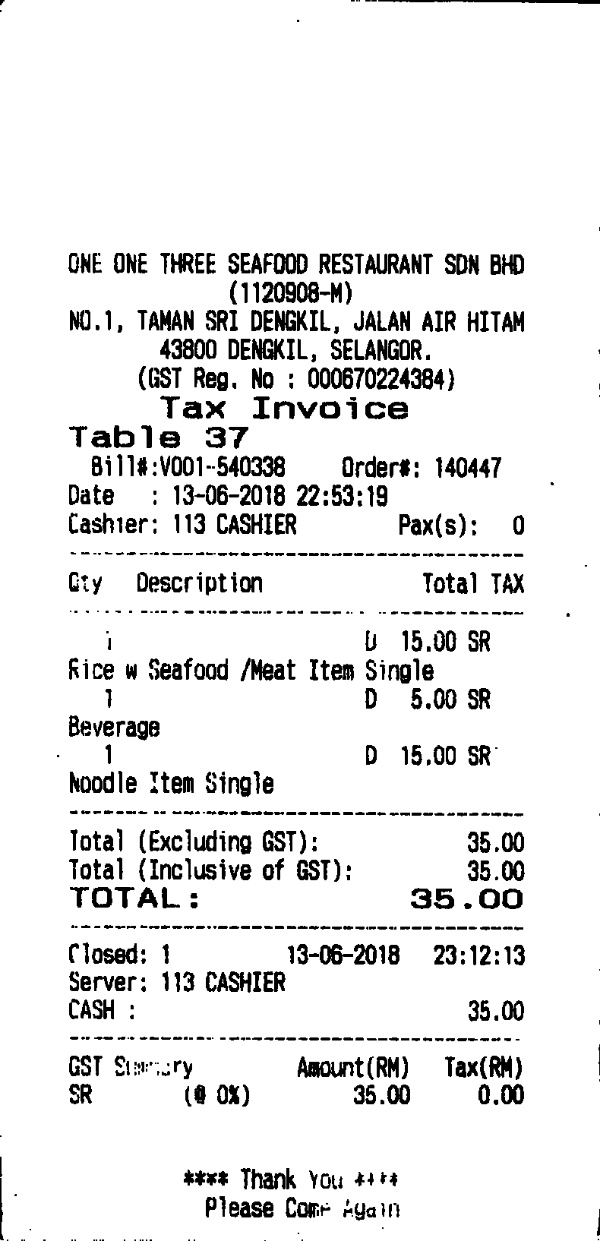 ONE ONE THREE SEAFOOD RESTAURANT SDN BHD
(1120908-M)
NO.1, TAMAN SRI DENGKIL, JALAN AIR HITAM
43800 DENGKIL, SELANGOR.
(GST Reg. No : 000670224384)
Tax Invoice
Table 37
Bill#:V001-540338 Order#: 140447
Date : 13-06-2018 22:53:19
Cashier: 113 CASHIER Pax(s): 0
Qty Description Total TAX
1 D 15.00 SR
Rice w Seafood /Meat Item Single
1 D 5.00 SR
Beverage
1 D 15.00 SR
Noodle Item Single
Total (Excluding GST): 35.00
Total (Inclusive of GST): 35.00
TOTAL: 35.00
Closed: 1 13-06-2018 23:12:13
Server: 113 CASHIER
CASH : 35.00
GST Summary Amount(RM) Tax(RM)
SR (@ 0%) 35.00 0.00
**** Thank You ****
Please Come Again